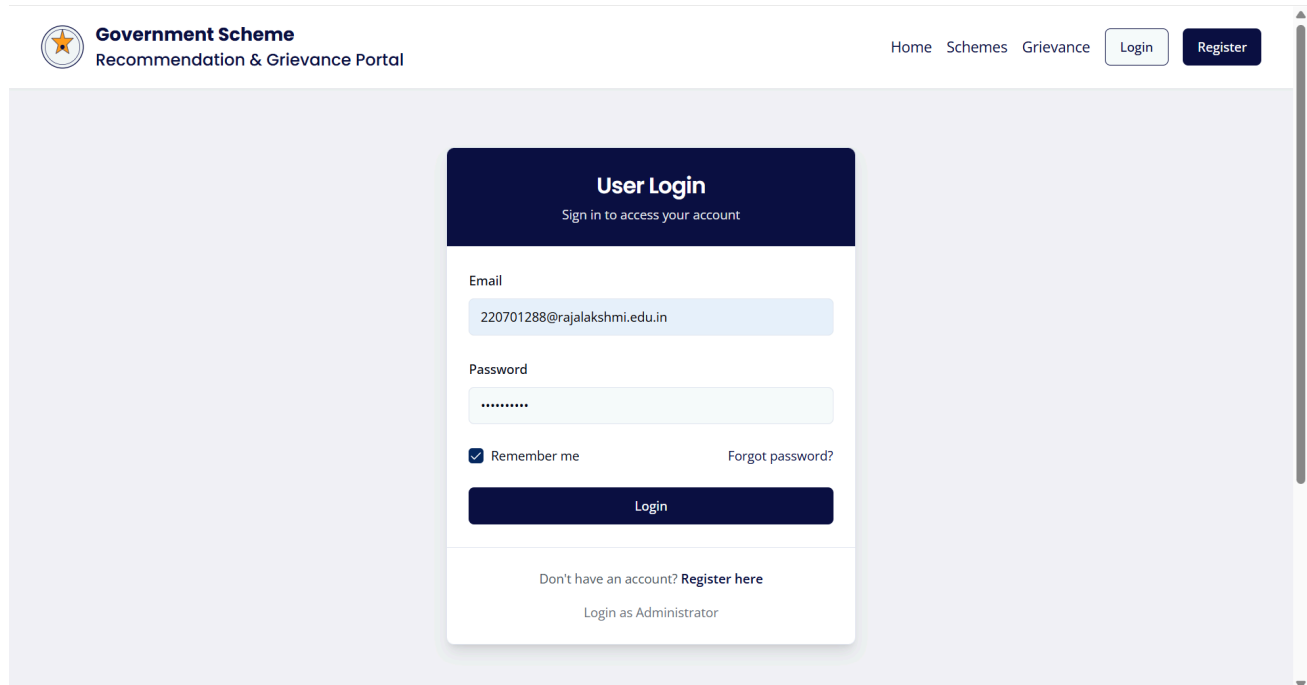 Government Scheme
Recommendation & Grievance Portal
Home Schemes Grievance Login Register
User Login
Sign in to access your account
Email
220701288@rajalakshmi.edu.in
Password
••••••••••
Remember me Forgot password?
Login
Don't have an account? Register here
Login as Administrator